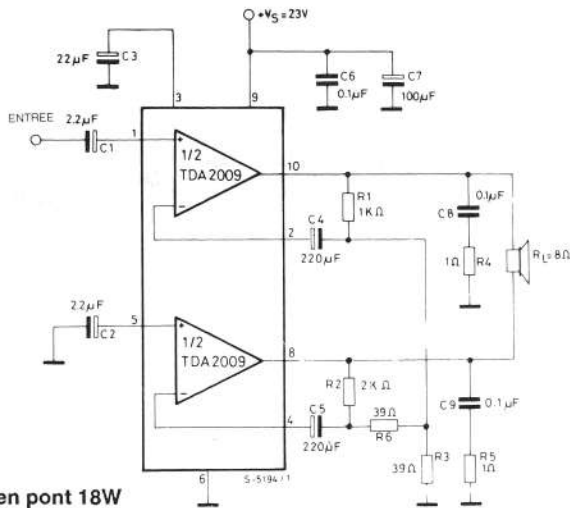 +Vs=23V
22µF
C3
C6
0.1µF
C7
100µF
ENTREE
2.2µF
C1
3
9
1
+
1/2
TDA2009
−
10
R1
1KΩ
C4
2
220µF
0.1µF
C8
1Ω
R4
RL=8Ω
2.2µF
C2
5
+
1/2
TDA2009
−
8
R2
2KΩ
C5
4
220µF
39Ω
R6
39Ω
R3
C9
0.1µF
R5
1Ω
6
S-5194/1
en pont 18W